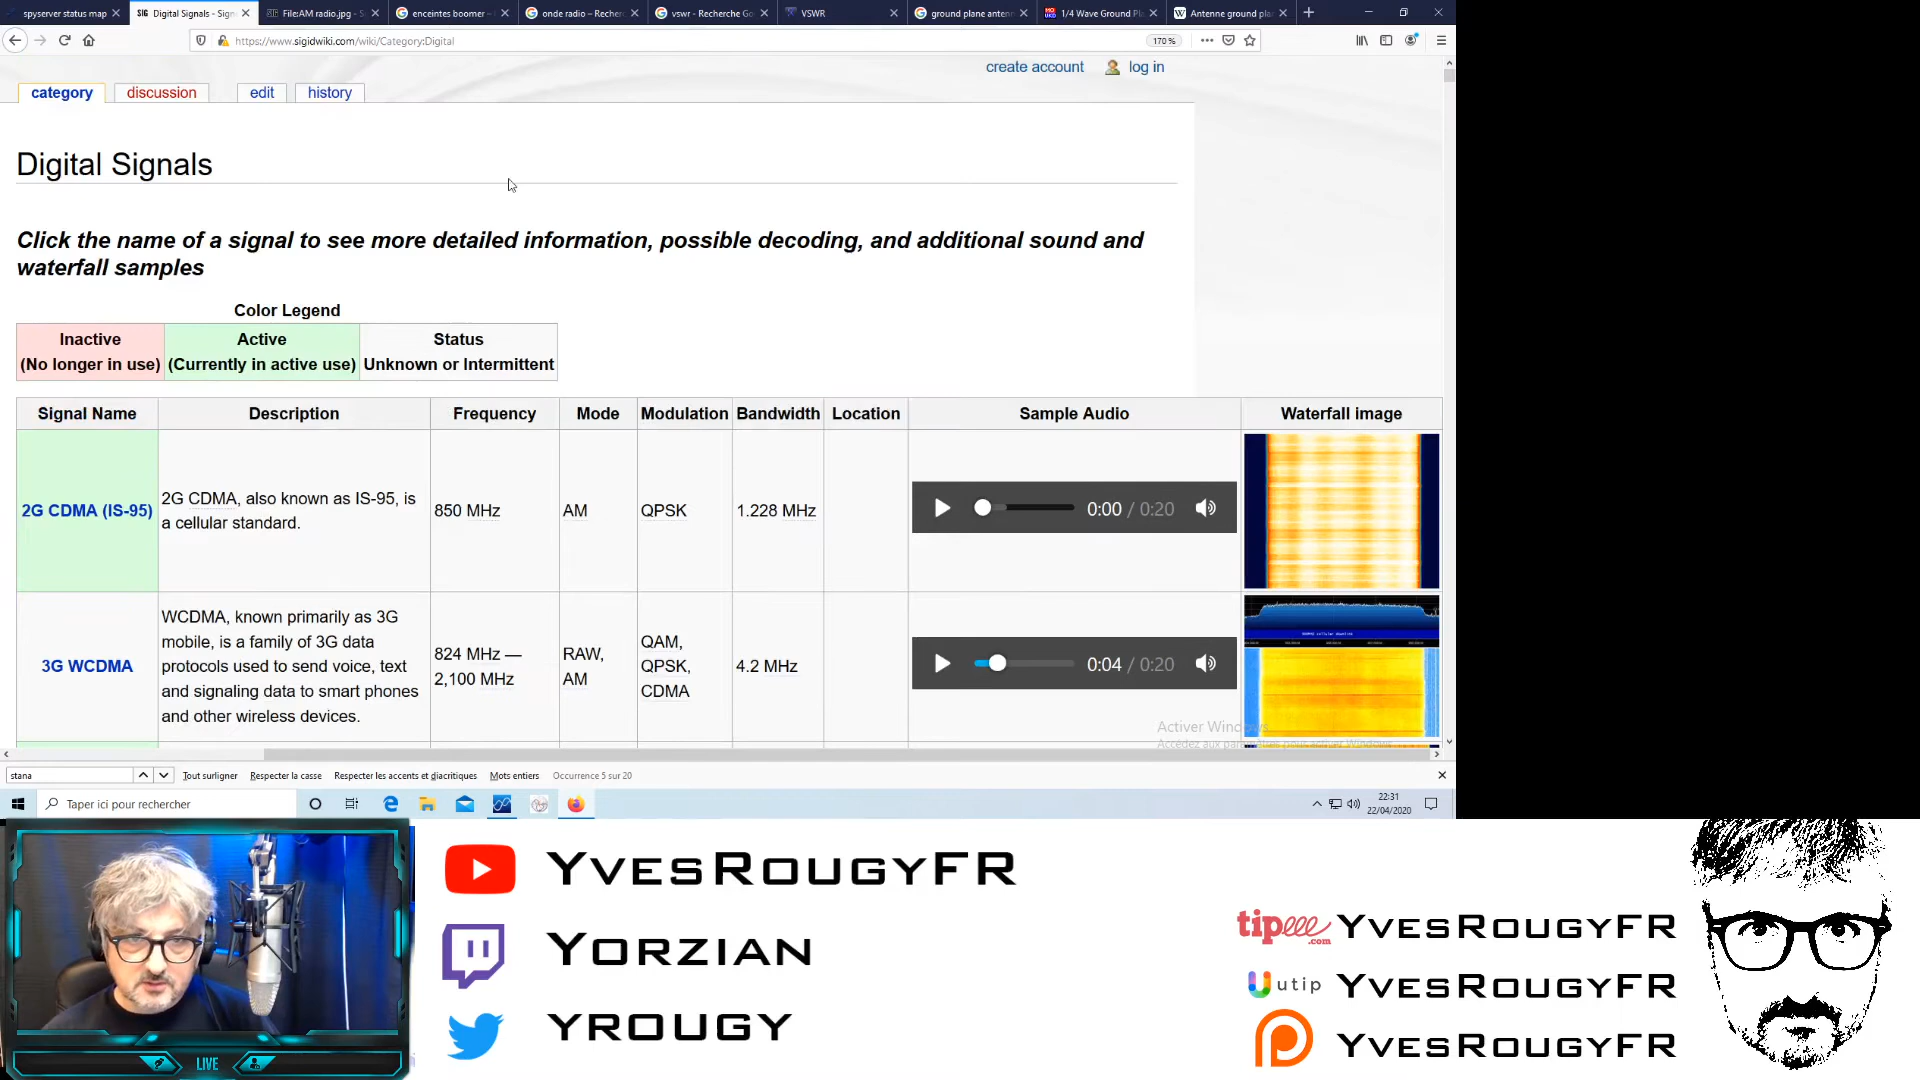 spyserver status map
Digital Signals - Sign
File:AM radio.jpg - S
enceintes boomer –
onde radio – Recherc
vswr - Recherche Go
VSWR
ground plane antenn
1/4 Wave Ground Pl
Antenne ground plan
https://www.sigidwiki.com/wiki/Category:Digital
170 %
create account
log in
category
discussion
edit
history
Digital Signals
Click the name of a signal to see more detailed information, possible decoding, and additional sound and
waterfall samples
Color Legend
Inactive
(No longer in use)
Active
(Currently in active use)
Status
Unknown or Intermittent
Signal Name
Description
Frequency
Mode
Modulation
Bandwidth
Location
Sample Audio
Waterfall image
2G CDMA (IS-95)
2G CDMA, also known as IS-95, is
a cellular standard.
850 MHz
AM
QPSK
1.228 MHz
0:00 / 0:20
3G WCDMA
WCDMA, known primarily as 3G
mobile, is a family of 3G data
protocols used to send voice, text
and signaling data to smart phones
and other wireless devices.
824 MHz —
2,100 MHz
RAW,
AM
QAM,
QPSK,
CDMA
4.2 MHz
0:04 / 0:20
Activer Windows
Accédez aux paramètres pour activer Windows.
stana
Tout surligner
Respecter la casse
Respecter les accents et diacritiques
Mots entiers
Occurrence 5 sur 20
Taper ici pour rechercher
22:31
22/04/2020
LIVE
YvesRougyFR
Yorzian
YROUGY
tipeee.com YvesRougyFR
utip YvesRougyFR
YvesRougyFR